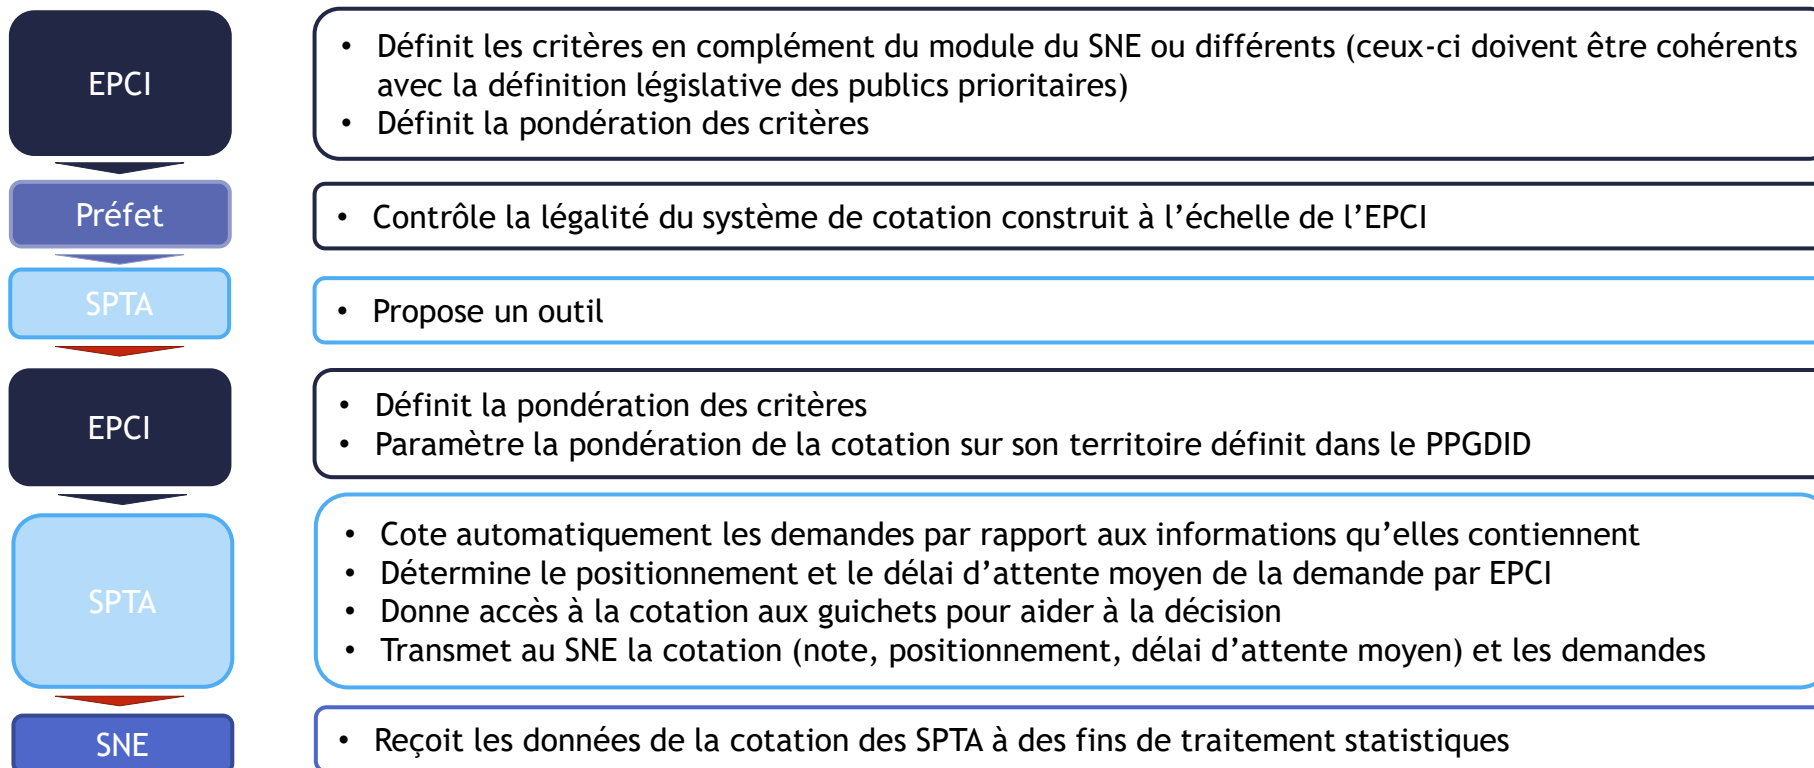 EPCI
• Définit les critères en complément du module du SNE ou différents (ceux-ci doivent être cohérents
avec la définition législative des publics prioritaires)
• Définit la pondération des critères
Préfet
• Contrôle la légalité du système de cotation construit à l’échelle de l’EPCI
SPTA
• Propose un outil
EPCI
• Définit la pondération des critères
• Paramètre la pondération de la cotation sur son territoire définit dans le PPGDID
SPTA
• Cote automatiquement les demandes par rapport aux informations qu’elles contiennent
• Détermine le positionnement et le délai d’attente moyen de la demande par EPCI
• Donne accès à la cotation aux guichets pour aider à la décision
• Transmet au SNE la cotation (note, positionnement, délai d’attente moyen) et les demandes
SNE
• Reçoit les données de la cotation des SPTA à des fins de traitement statistiques